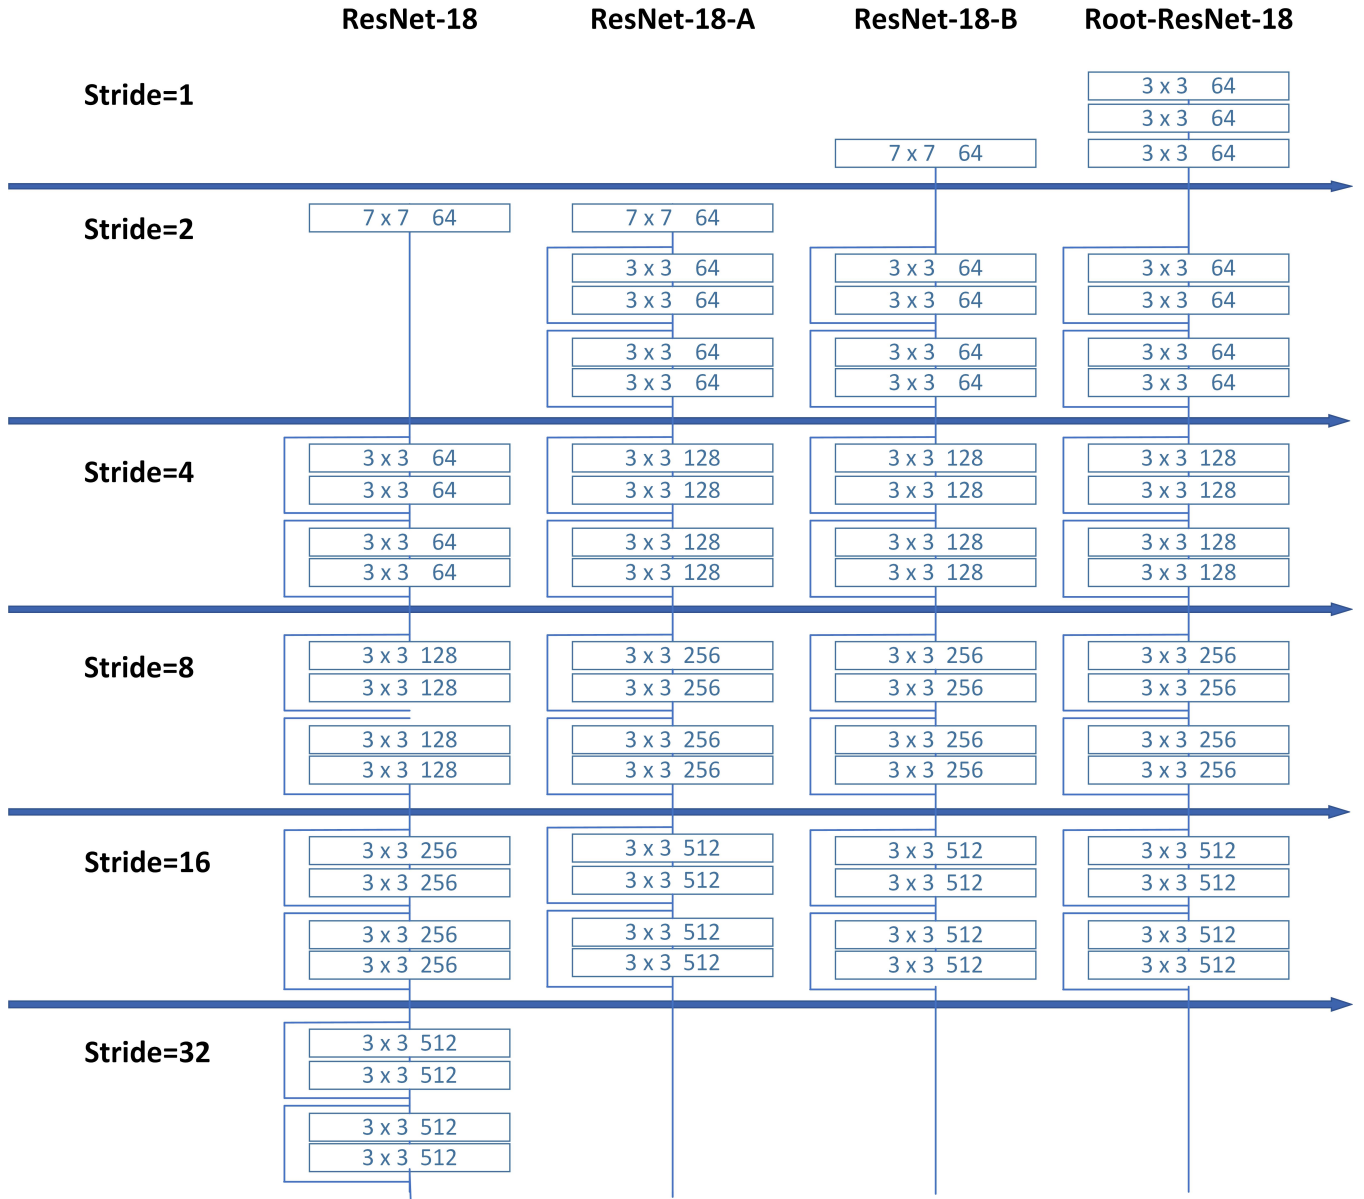 ResNet-18 ResNet-18-A ResNet-18-B Root-ResNet-18
Stride=1
3 x 3 64
3 x 3 64
7 x 7 64 3 x 3 64
Stride=2
7 x 7 64 7 x 7 64
3 x 3 64 3 x 3 64 3 x 3 64
3 x 3 64 3 x 3 64 3 x 3 64
3 x 3 64 3 x 3 64 3 x 3 64
3 x 3 64 3 x 3 64 3 x 3 64
Stride=4
3 x 3 64 3 x 3 128 3 x 3 128 3 x 3 128
3 x 3 64 3 x 3 128 3 x 3 128 3 x 3 128
3 x 3 64 3 x 3 128 3 x 3 128 3 x 3 128
3 x 3 64 3 x 3 128 3 x 3 128 3 x 3 128
Stride=8
3 x 3 128 3 x 3 256 3 x 3 256 3 x 3 256
3 x 3 128 3 x 3 256 3 x 3 256 3 x 3 256
3 x 3 128 3 x 3 256 3 x 3 256 3 x 3 256
3 x 3 128 3 x 3 256 3 x 3 256 3 x 3 256
Stride=16
3 x 3 256 3 x 3 512 3 x 3 512 3 x 3 512
3 x 3 256 3 x 3 512 3 x 3 512 3 x 3 512
3 x 3 256 3 x 3 512 3 x 3 512 3 x 3 512
3 x 3 256 3 x 3 512 3 x 3 512 3 x 3 512
Stride=32
3 x 3 512
3 x 3 512
3 x 3 512
3 x 3 512